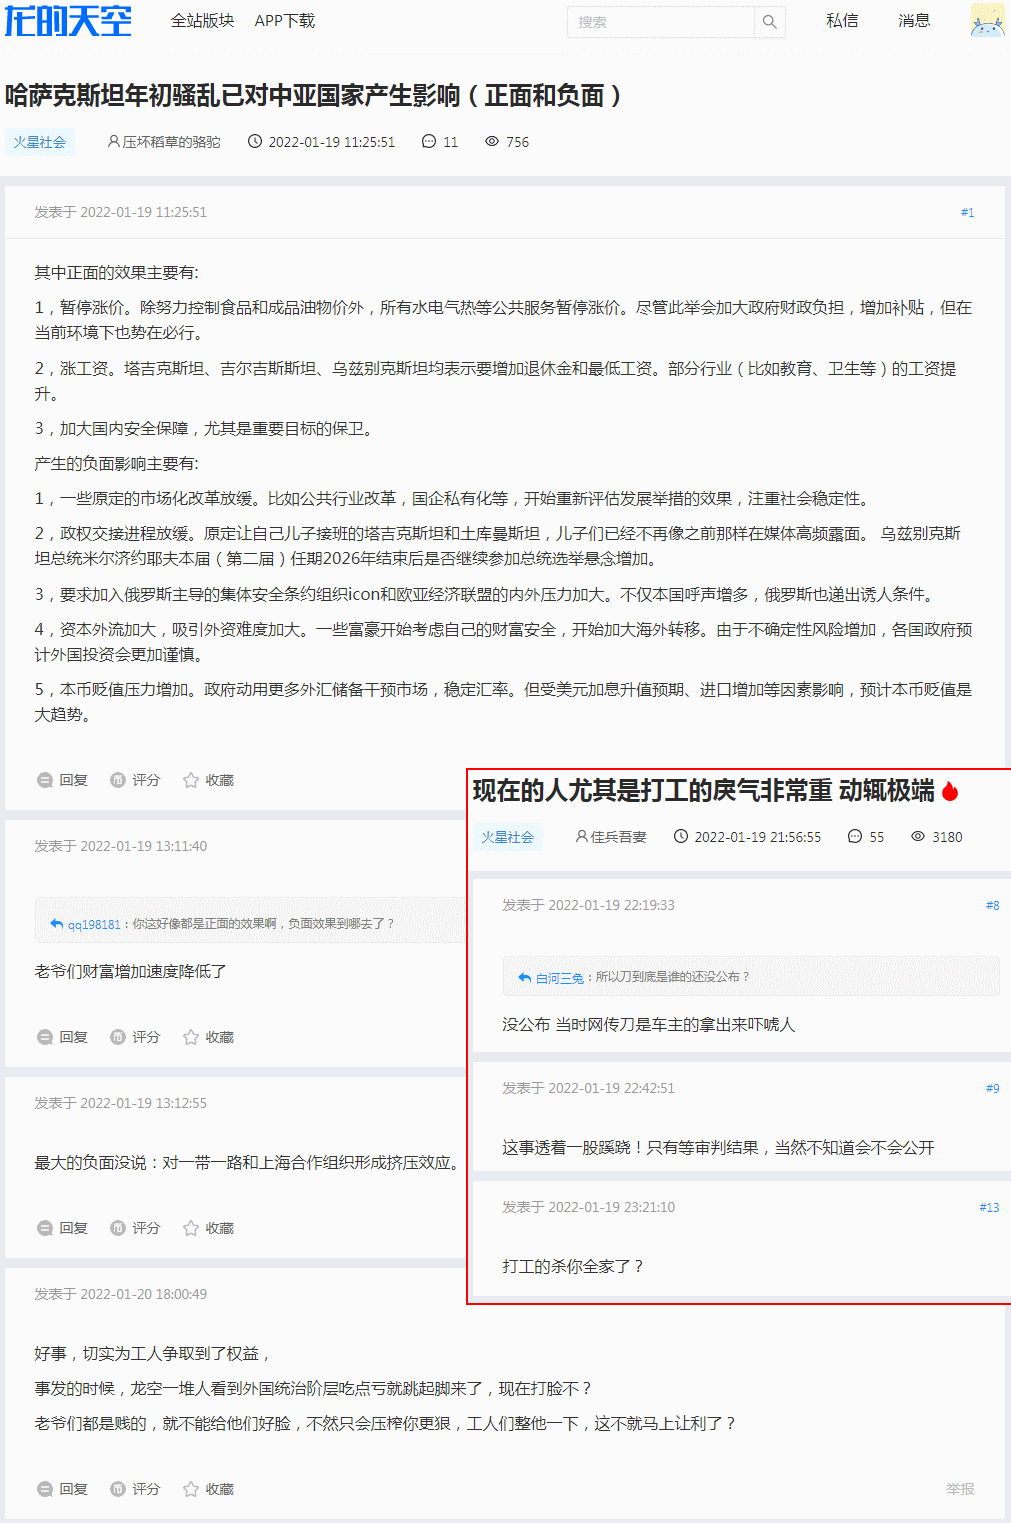 龙的天空 全站版块 APP下载 搜索 私信 消息
哈萨克斯坦年初骚乱已对中亚国家产生影响（正面和负面）
火星社会 压坏稻草的骆驼 2022-01-19 11:25:51 11 756
发表于 2022-01-19 11:25:51 #1
其中正面的效果主要有:
1，暂停涨价。除努力控制食品和成品油物价外，所有水电气热等公共服务暂停涨价。尽管此举会加大政府财政负担，增加补贴，但在
当前环境下也势在必行。
2，涨工资。塔吉克斯坦、吉尔吉斯斯坦、乌兹别克斯坦均表示要增加退休金和最低工资。部分行业（比如教育、卫生等）的工资提
升。
3，加大国内安全保障，尤其是重要目标的保卫。
产生的负面影响主要有:
1，一些原定的市场化改革放缓。比如公共行业改革，国企私有化等，开始重新评估发展举措的效果，注重社会稳定性。
2，政权交接进程放缓。原定让自己儿子接班的塔吉克斯坦和土库曼斯坦，儿子们已经不再像之前那样在媒体高频露面。 乌兹别克斯
坦总统米尔济约耶夫本届（第二届）任期2026年结束后是否继续参加总统选举悬念增加。
3，要求加入俄罗斯主导的集体安全条约组织icon和欧亚经济联盟的内外压力加大。不仅本国呼声增多，俄罗斯也递出诱人条件。
4，资本外流加大，吸引外资难度加大。一些富豪开始考虑自己的财富安全，开始加大海外转移。由于不确定性风险增加，各国政府预
计外国投资会更加谨慎。
5，本币贬值压力增加。政府动用更多外汇储备干预市场，稳定汇率。但受美元加息升值预期、进口增加等因素影响，预计本币贬值是
大趋势。
回复 评分 收藏
发表于 2022-01-19 13:11:40
qq198181：你这好像都是正面的效果啊，负面效果到哪去了？
老爷们财富增加速度降低了
回复 评分 收藏
发表于 2022-01-19 13:12:55
最大的负面没说：对一带一路和上海合作组织形成挤压效应。
回复 评分 收藏
发表于 2022-01-20 18:00:49
好事，切实为工人争取到了权益，
事发的时候，龙空一堆人看到外国统治阶层吃点亏就跳起脚来了，现在打脸不？
老爷们都是贱的，就不能给他们好脸，不然只会压榨你更狠，工人们整他一下，这不就马上让利了？
回复 评分 收藏 举报
现在的人尤其是打工的戾气非常重 动辄极端
火星社会 佳兵吾妻 2022-01-19 21:56:55 55 3180
发表于 2022-01-19 22:19:33 #8
白河三兔：所以刀到底是谁的还没公布？
没公布 当时网传刀是车主的拿出来吓唬人
发表于 2022-01-19 22:42:51 #9
这事透着一股蹊跷！只有等审判结果，当然不知道会不会公开
发表于 2022-01-19 23:21:10 #13
打工的杀你全家了？